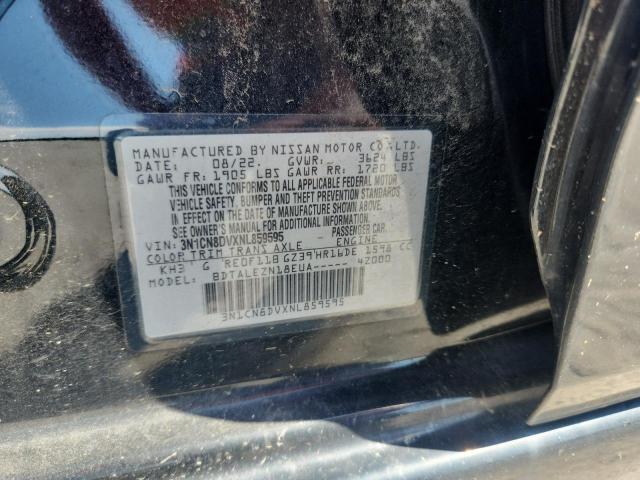 MANUFACTURED BY NISSAN MOTOR CO.,LTD.
DATE: 08/22. GVWR- 3624 LBS
GAWR FR: 1905 LBS GAWR RR: 1720 LBS
THIS VEHICLE CONFORMS TO ALL APPLICABLE FEDERAL MOTOR
VEHICLE SAFETY, BUMPER AND THEFT PREVENTION STANDARDS
IN EFFECT ON THE DATE OF MANUFACTURE SHOWN ABOVE.
SEE OWNER'S MANUAL FOR ADDITIONAL INFORMATION.
VIN: 3N1CN8DVXNL859595 - PASSENGER CAR
COLOR TRIM TRANS AXLE ENGINE
KH3 G RE0F11B GZ39 HR16DE 1598 CC
MODEL: BDTALEZN18EUA----- 42000
3N1CN8DVXNL859595